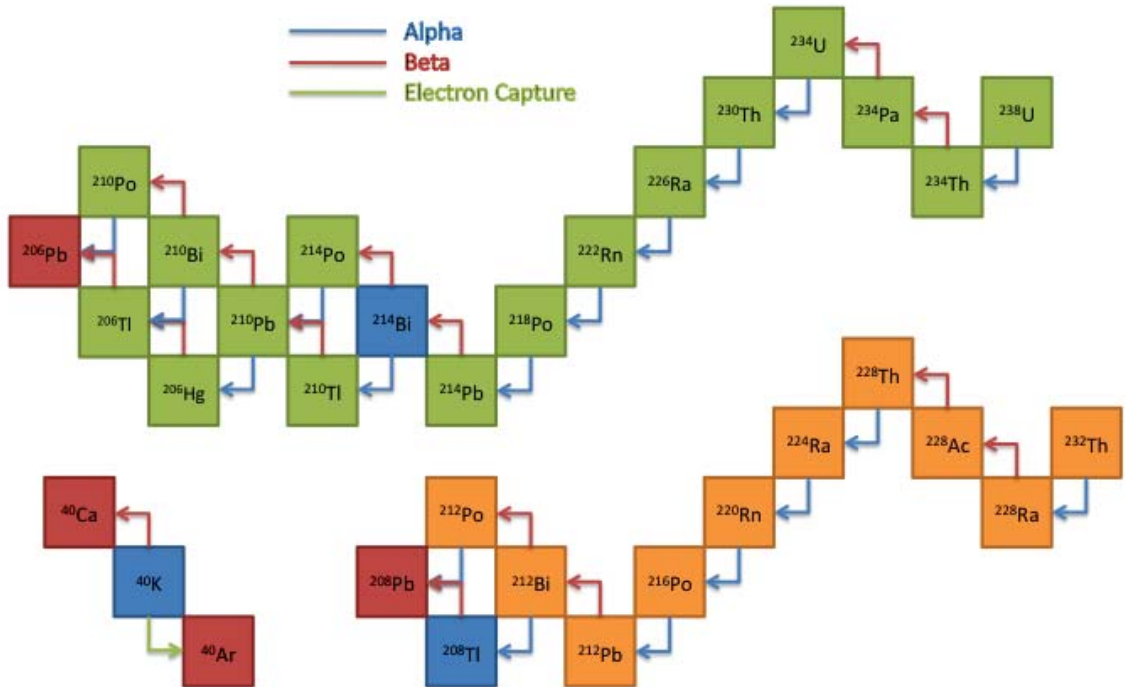 Alpha
Beta
Electron Capture
²³⁴U
²³⁰Th
²³⁴Pa
²³⁸U
²¹⁰Po
²²⁶Ra
²³⁴Th
²⁰⁶Pb
²¹⁰Bi
²¹⁴Po
²²²Rn
²⁰⁶Tl
²¹⁰Pb
²¹⁴Bi
²¹⁸Po
²⁰⁶Hg
²¹⁰Tl
²¹⁴Pb
²²⁸Th
²²⁴Ra
²²⁸Ac
²³²Th
⁴⁰Ca
²¹²Po
²²⁰Rn
²²⁸Ra
⁴⁰K
²⁰⁸Pb
²¹²Bi
²¹⁶Po
⁴⁰Ar
²⁰⁸Tl
²¹²Pb